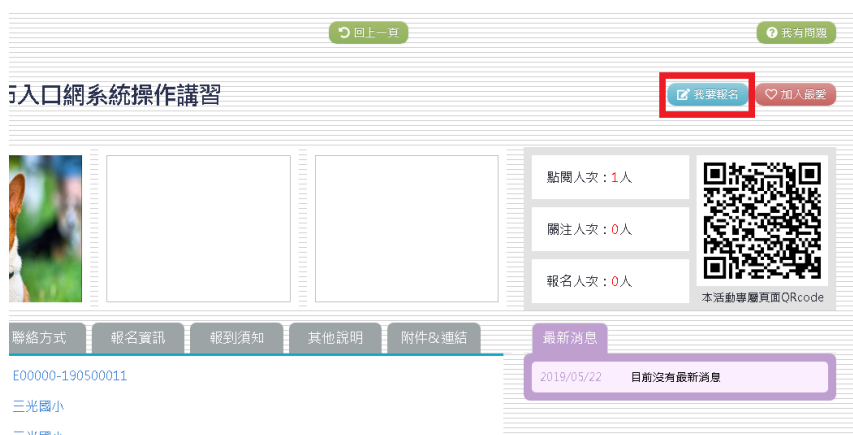 回上一頁
我有問題
入口網系統操作講習
我要報名
加入最愛
點閱人次：1人
關注人次：0人
報名人次：0人
本活動專屬頁面QRcode
聯絡方式
報名資訊
報到須知
其他說明
附件&連結
最新消息
E00000-190500011
2019/05/22 目前沒有最新消息
三光國小